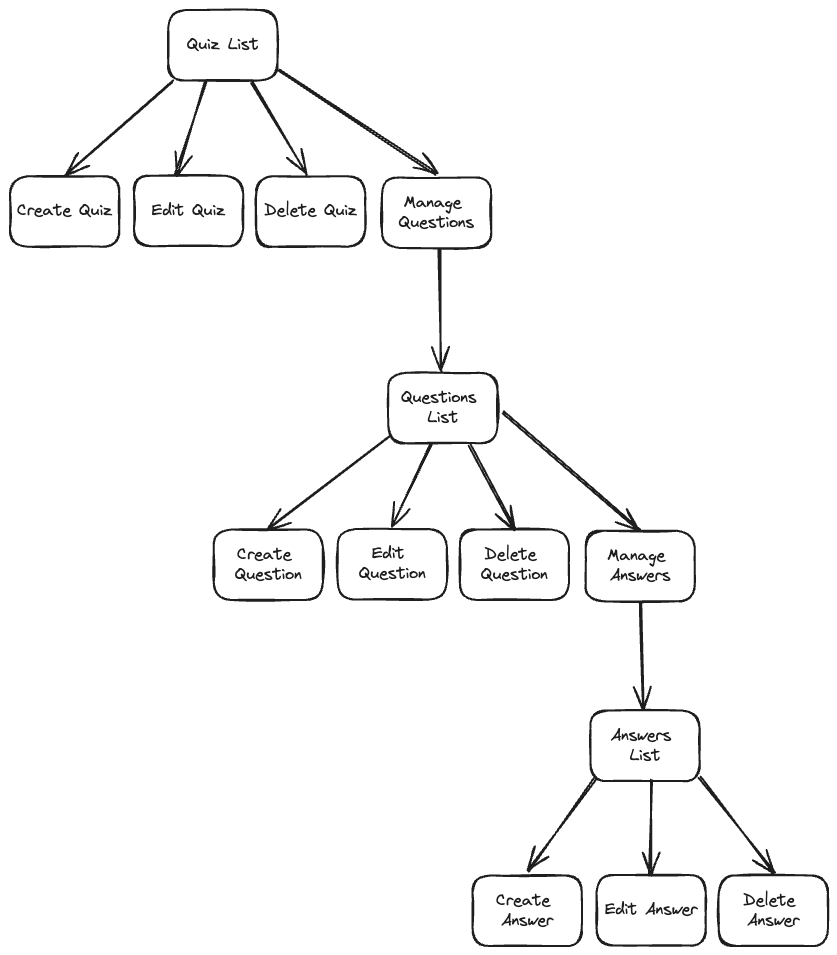 Quiz List
Create Quiz
Edit Quiz
Delete Quiz
Manage
Questions
Questions
List
Create
Question
Edit
Question
Delete
Question
Manage
Answers
Answers
List
Create
Answer
Edit Answer
Delete
Answer